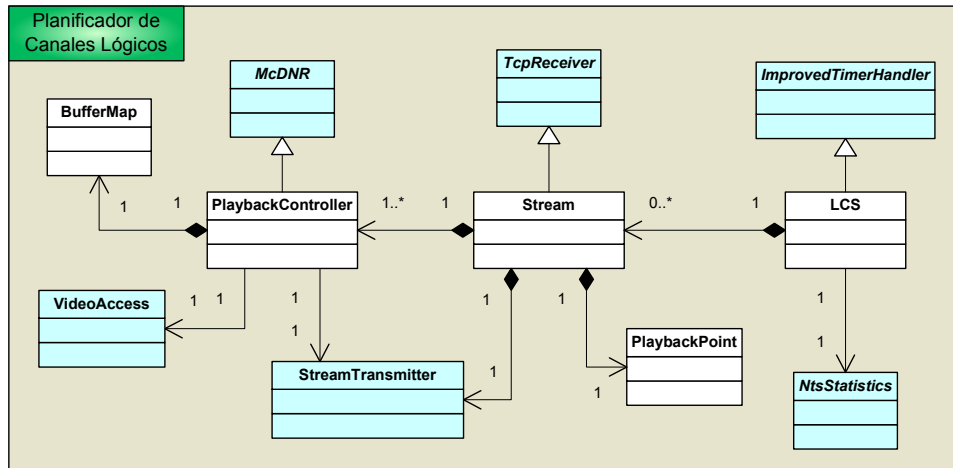 Planificador de
Canales Lógicos
McDNR
TcpReceiver
ImprovedTimerHandler
BufferMap
1
1
PlaybackController
1..*
1
Stream
0..*
1
LCS
VideoAccess
1
1
1
1
StreamTransmitter
1
1
1
1
PlaybackPoint
1
1
NtsStatistics